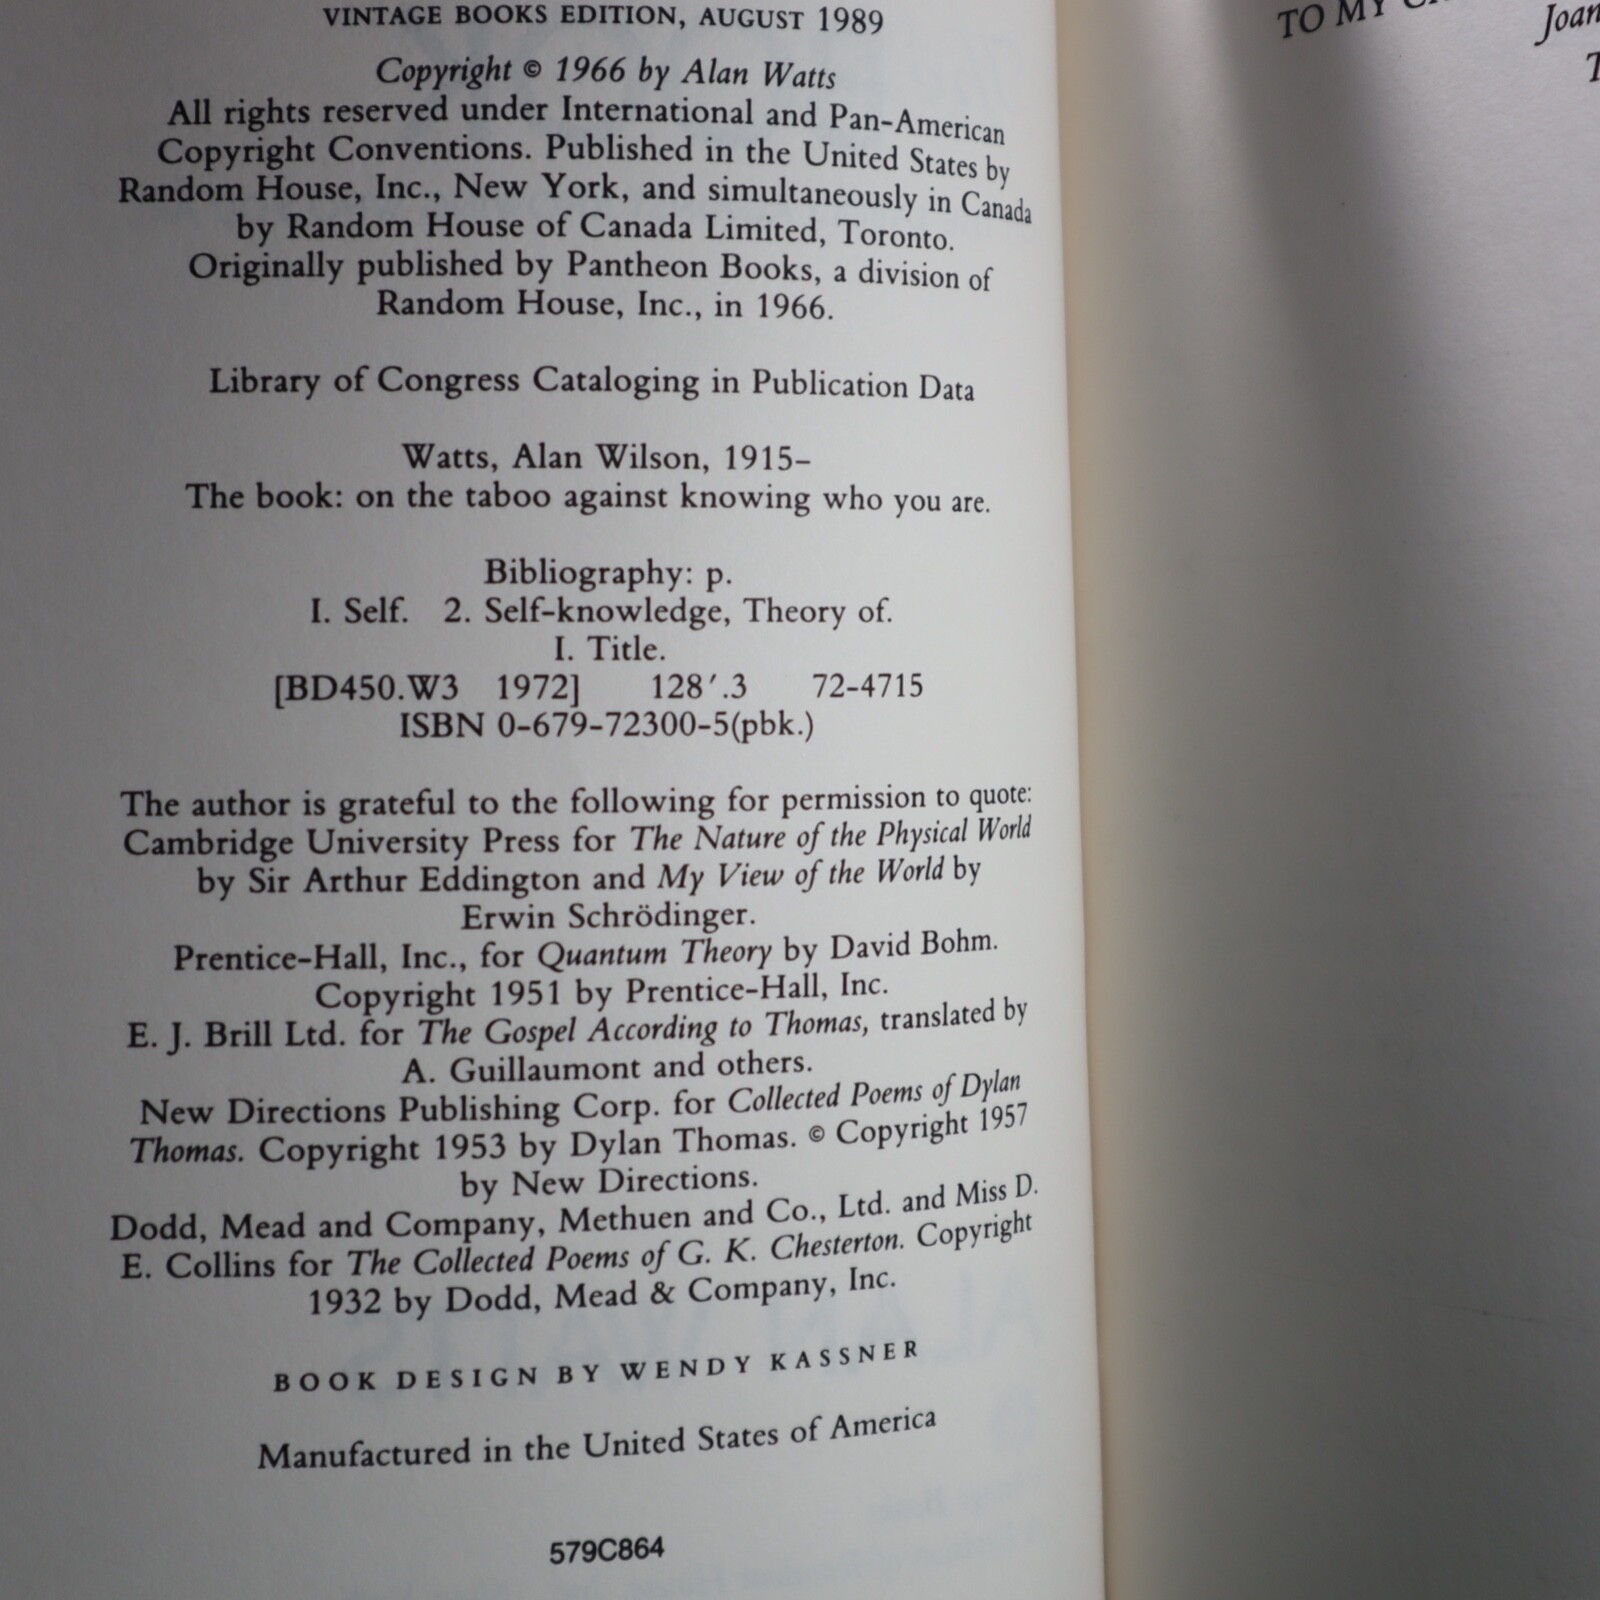 VINTAGE BOOKS EDITION, AUGUST 1989
Copyright © 1966 by Alan Watts
All rights reserved under International and Pan-American
Copyright Conventions. Published in the United States by
Random House, Inc., New York, and simultaneously in Canada
by Random House of Canada Limited, Toronto.
Originally published by Pantheon Books, a division of
Random House, Inc., in 1966.
Library of Congress Cataloging in Publication Data
Watts, Alan Wilson, 1915–
The book: on the taboo against knowing who you are.
Bibliography: p.
I. Self. 2. Self-knowledge, Theory of.
I. Title.
[BD450.W3 1972] 128′.3 72-4715
ISBN 0-679-72300-5(pbk.)
The author is grateful to the following for permission to quote:
Cambridge University Press for The Nature of the Physical World
by Sir Arthur Eddington and My View of the World by
Erwin Schrödinger.
Prentice-Hall, Inc., for Quantum Theory by David Bohm.
Copyright 1951 by Prentice-Hall, Inc.
E. J. Brill Ltd. for The Gospel According to Thomas, translated by
A. Guillaumont and others.
New Directions Publishing Corp. for Collected Poems of Dylan
Thomas. Copyright 1953 by Dylan Thomas. © Copyright 1957
by New Directions.
Dodd, Mead and Company, Methuen and Co., Ltd. and Miss D.
E. Collins for The Collected Poems of G. K. Chesterton. Copyright
1932 by Dodd, Mead & Company, Inc.
BOOK DESIGN BY WENDY KASSNER
Manufactured in the United States of America
579C864
TO MY
Joan